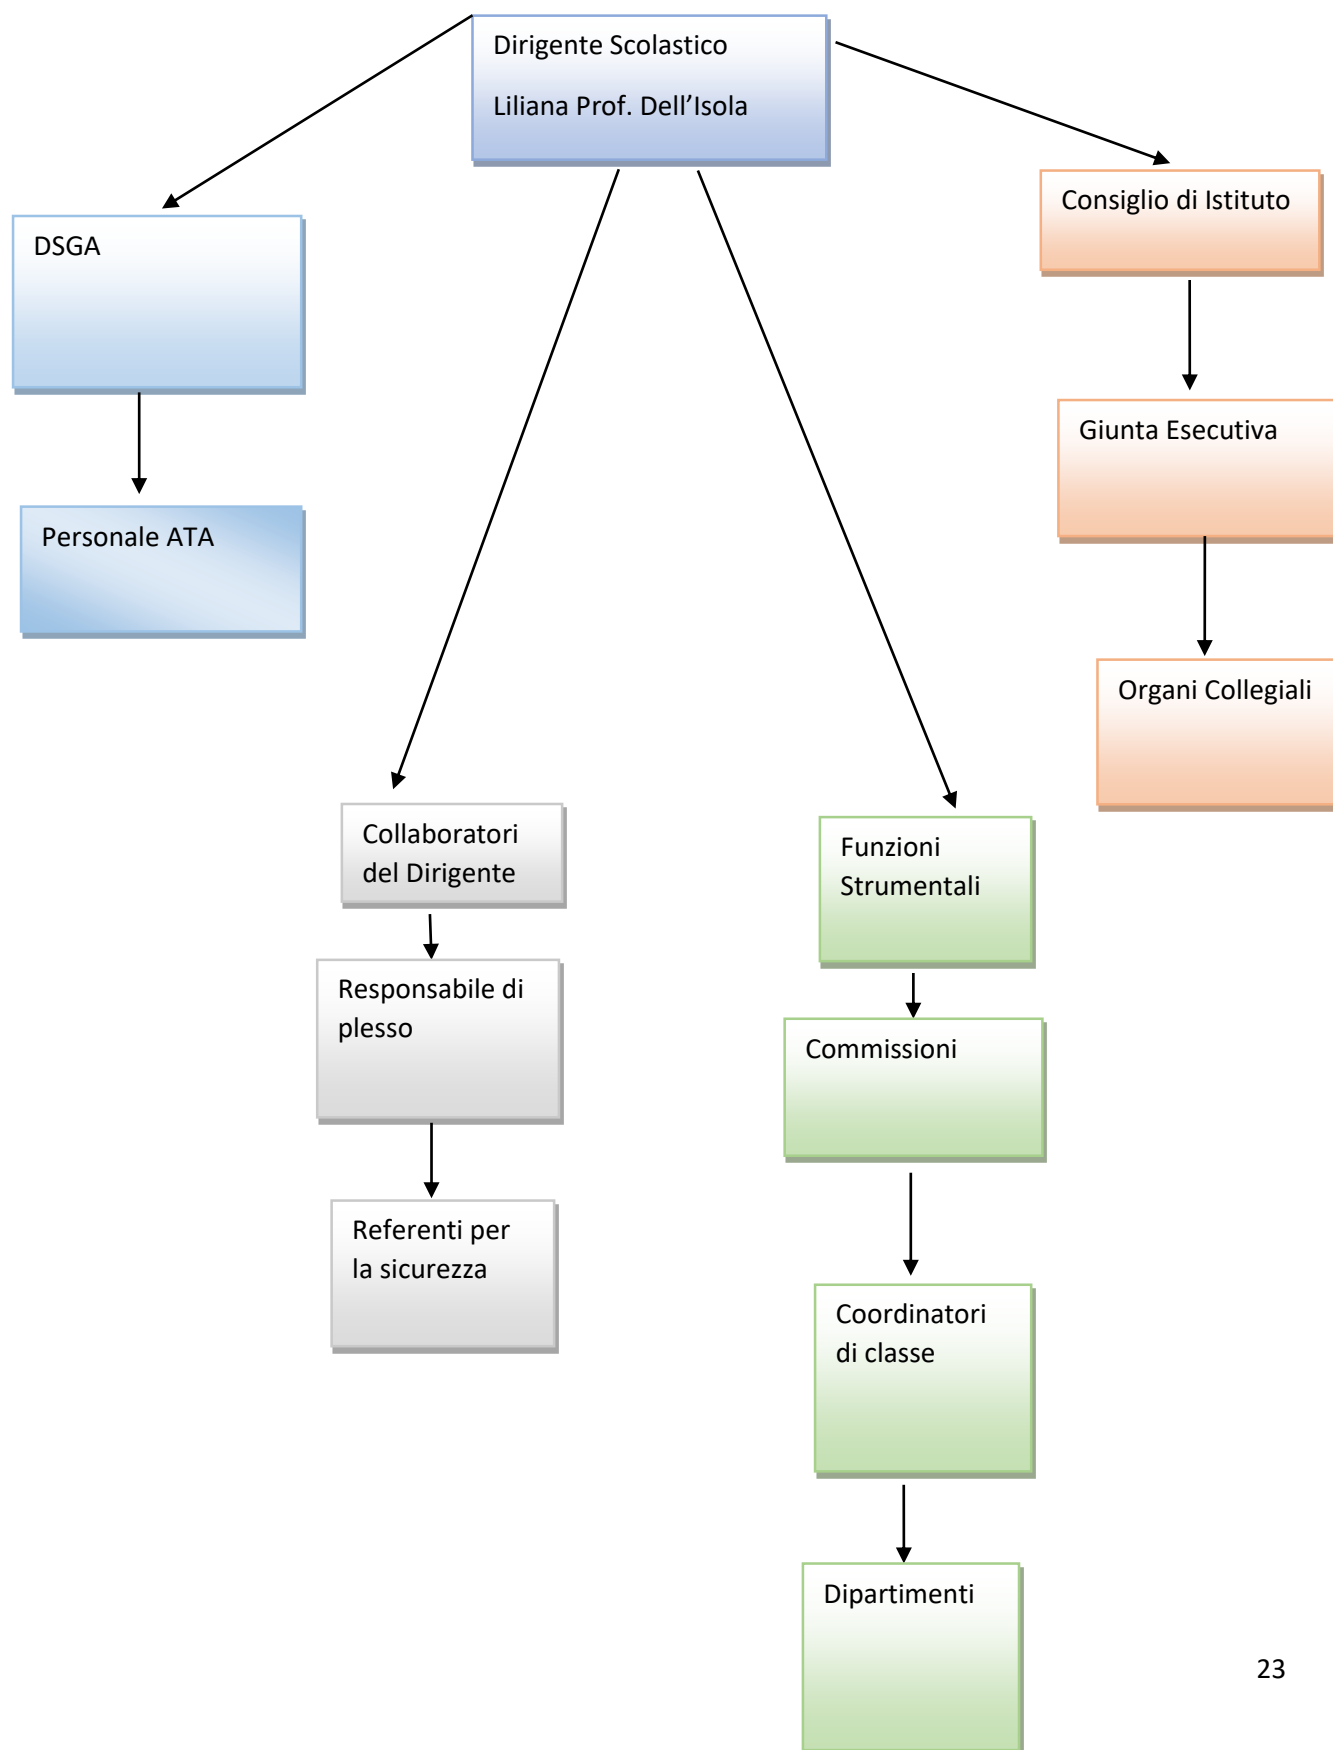 Dirigente Scolastico
Liliana Prof. Dell’Isola
Consiglio di Istituto
DSGA
Giunta Esecutiva
Personale ATA
Organi Collegiali
Collaboratori
del Dirigente
Funzioni
Strumentali
Responsabile di
plesso
Commissioni
Referenti per
la sicurezza
Coordinatori
di classe
Dipartimenti
23